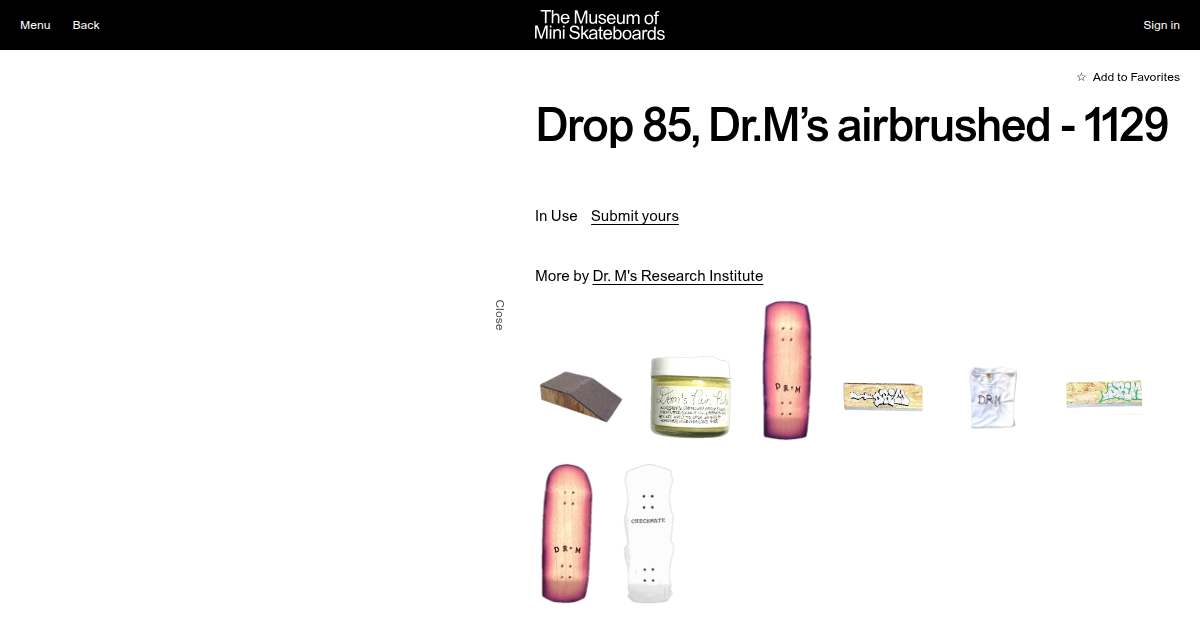 Menu
Back
The Museum of
Mini Skateboards
Sign in
☆ Add to Favorites
Drop 85, Dr.M’s airbrushed - 1129
In Use
Submit yours
More by Dr. M's Research Institute
Close
DR•M
DRM
DR•M
CHECKMATE